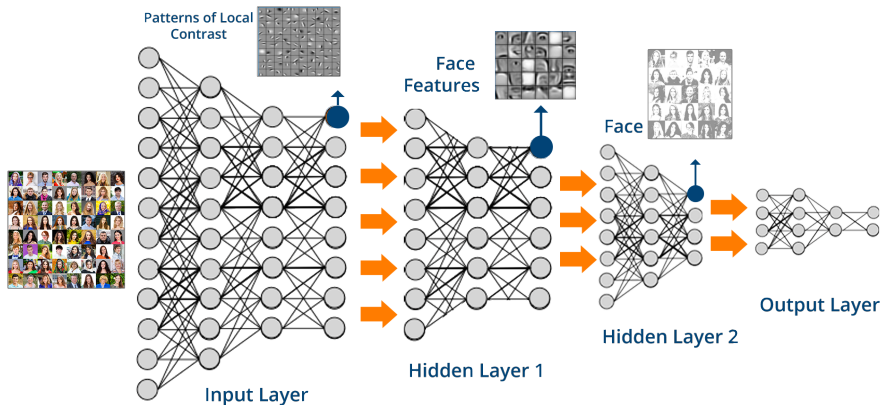 Patterns of Local
Contrast
Face
Features
Face
Input Layer
Hidden Layer 1
Hidden Layer 2
Output Layer